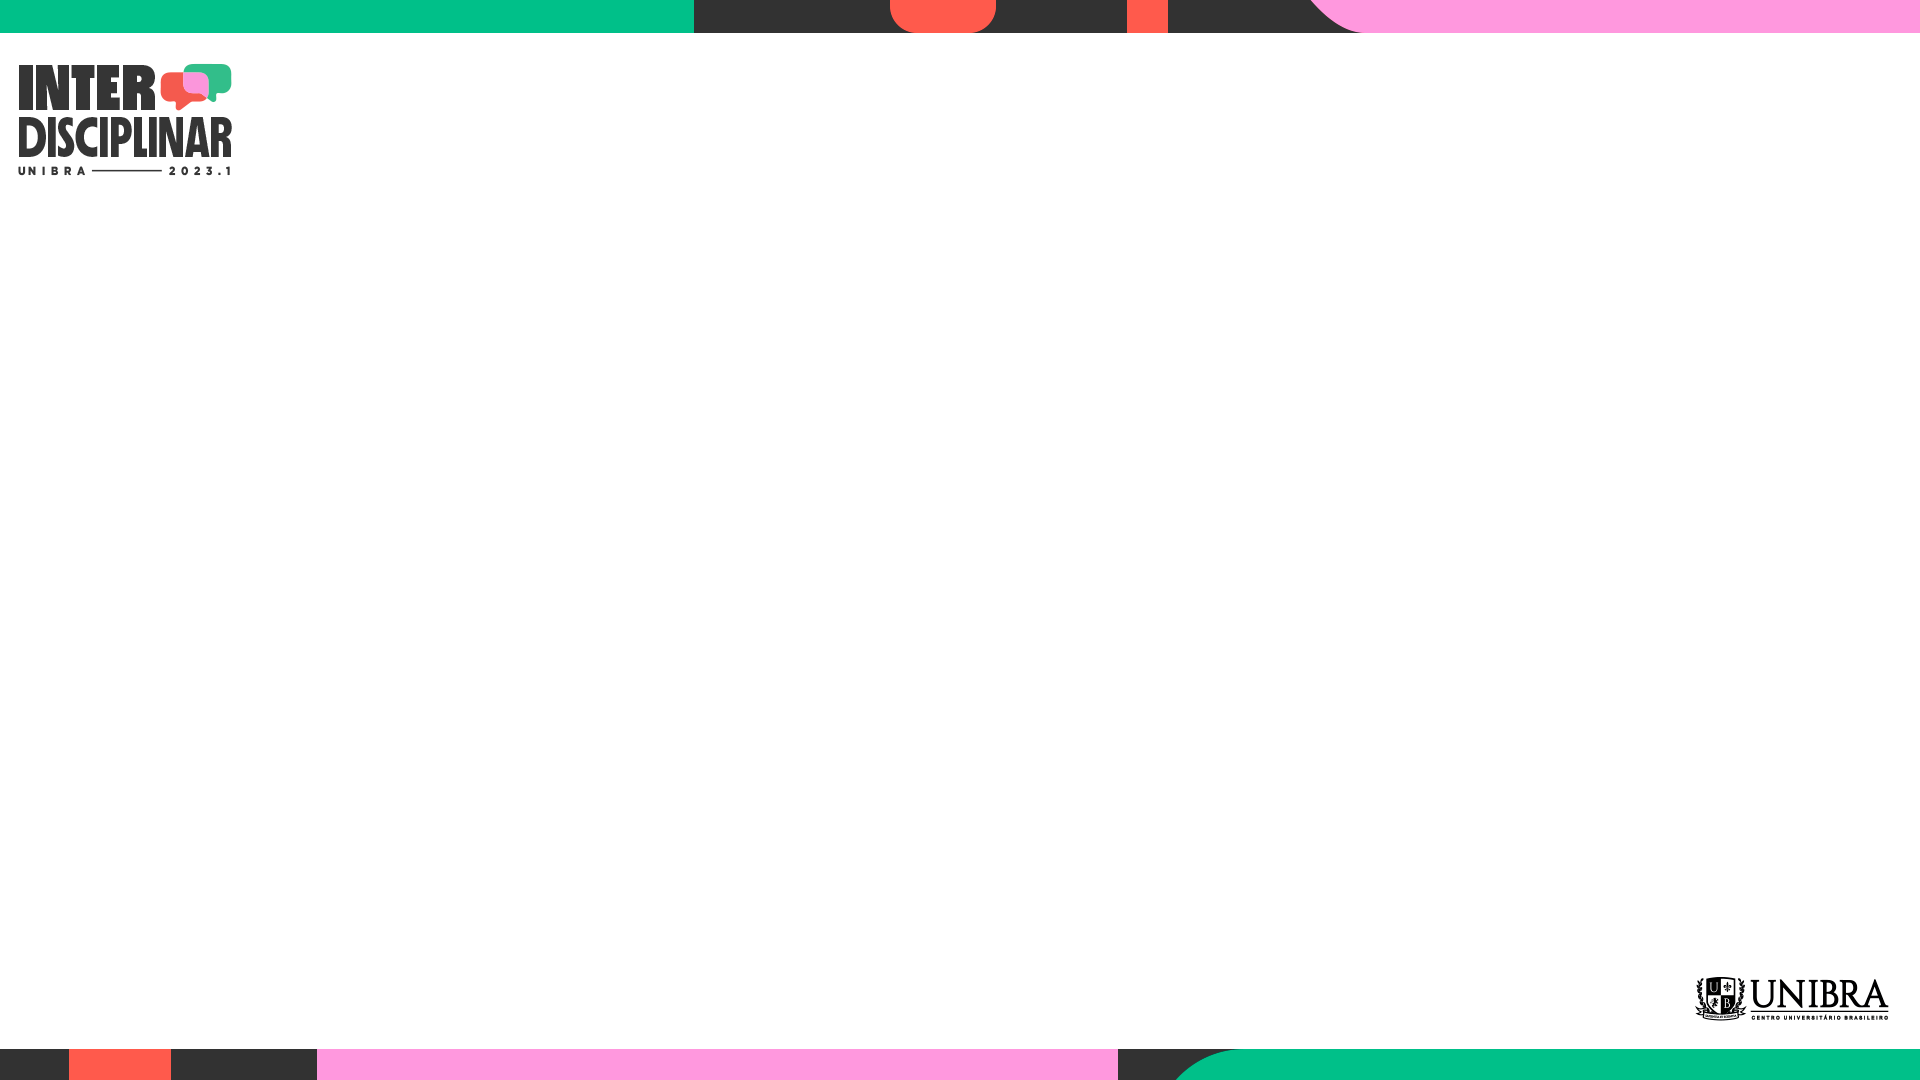 INTER
DISCIPLINAR
UNIBRA 2023.1
U
B
UNIBRA
CENTRO UNIVERSITÁRIO BRASILEIRO